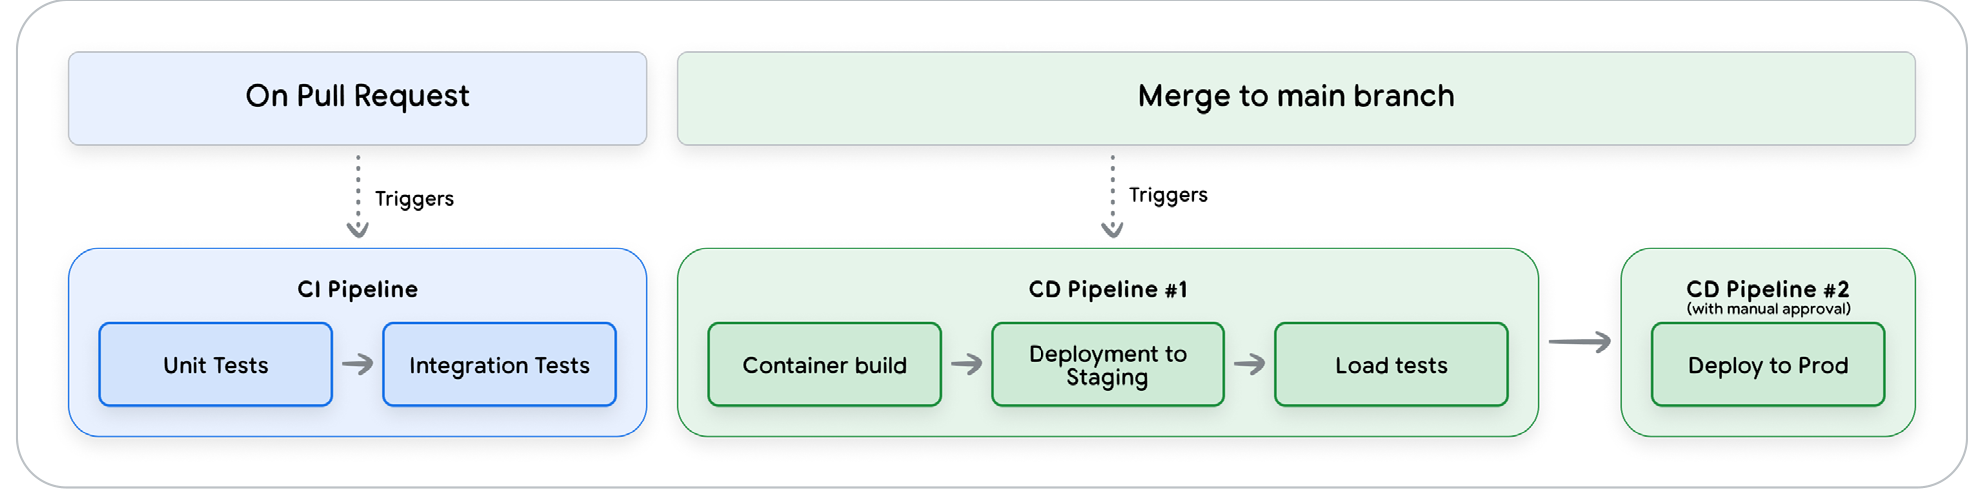 On Pull Request
Merge to main branch
Triggers
Triggers
CI Pipeline
Unit Tests
Integration Tests
CD Pipeline #1
Container build
Deployment to
Staging
Load tests
CD Pipeline #2
(with manual approval)
Deploy to Prod